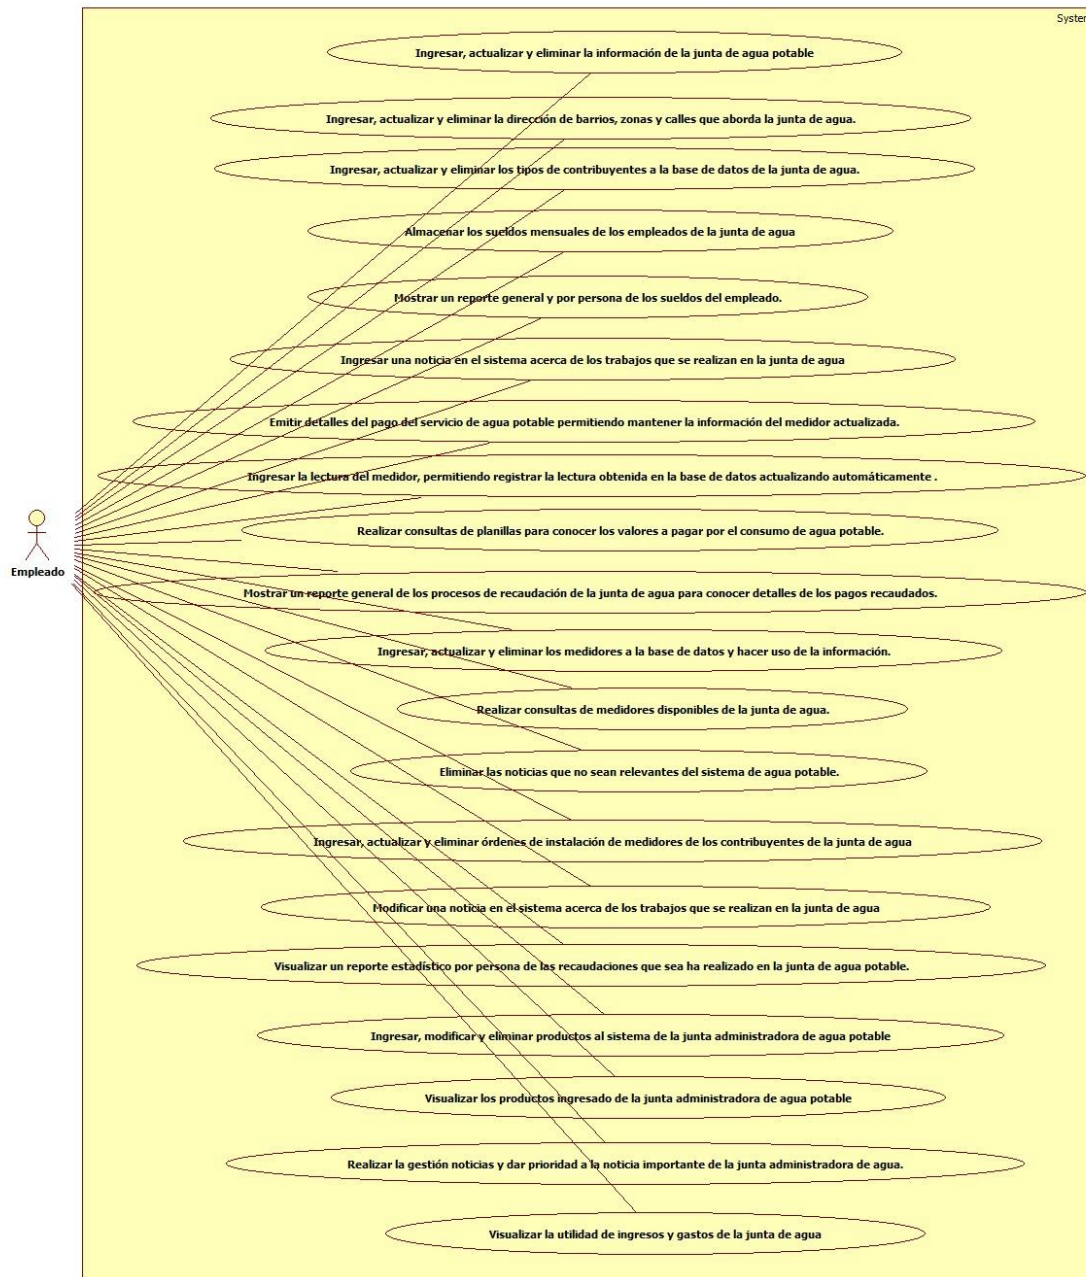 System
Ingresar, actualizar y eliminar la información de la junta de agua potable
Ingresar, actualizar y eliminar la dirección de barrios, zonas y calles que aborda la junta de agua.
Ingresar, actualizar y eliminar los tipos de contribuyentes a la base de datos de la junta de agua.
Almacenar los sueldos mensuales de los empleados de la junta de agua
Mostrar un reporte general y por persona de los sueldos del empleado.
Ingresar una noticia en el sistema acerca de los trabajos que se realizan en la junta de agua
Emitir detalles del pago del servicio de agua potable permitiendo mantener la información del medidor actualizada.
Ingresar la lectura del medidor, permitiendo registrar la lectura obtenida en la base de datos actualizando automáticamente .
Realizar consultas de planillas para conocer los valores a pagar por el consumo de agua potable.
Empleado
Mostrar un reporte general de los procesos de recaudación de la junta de agua para conocer detalles de los pagos recaudados.
Ingresar, actualizar y eliminar los medidores a la base de datos y hacer uso de la información.
Realizar consultas de medidores disponibles de la junta de agua.
Eliminar las noticias que no sean relevantes del sistema de agua potable.
Ingresar, actualizar y eliminar órdenes de instalación de medidores de los contribuyentes de la junta de agua
Modificar una noticia en el sistema acerca de los trabajos que se realizan en la junta de agua
Visualizar un reporte estadístico por persona de las recaudaciones que sea ha realizado en la junta de agua potable.
Ingresar, modificar y eliminar productos al sistema de la junta administradora de agua potable
Visualizar los productos ingresado de la junta administradora de agua potable
Realizar la gestión noticias y dar prioridad a la noticia importante de la junta administradora de agua.
Visualizar la utilidad de ingresos y gastos de la junta de agua